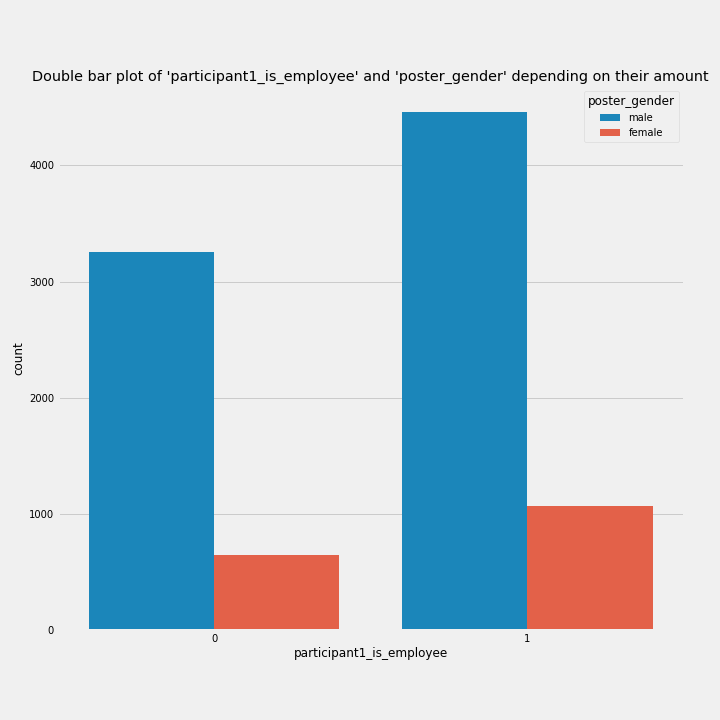 Double bar plot of 'participant1_is_employee' and 'poster_gender' depending on their amount
poster_gender
male
female
4000
3000
2000
1000
0
count
0 1
participant1_is_employee